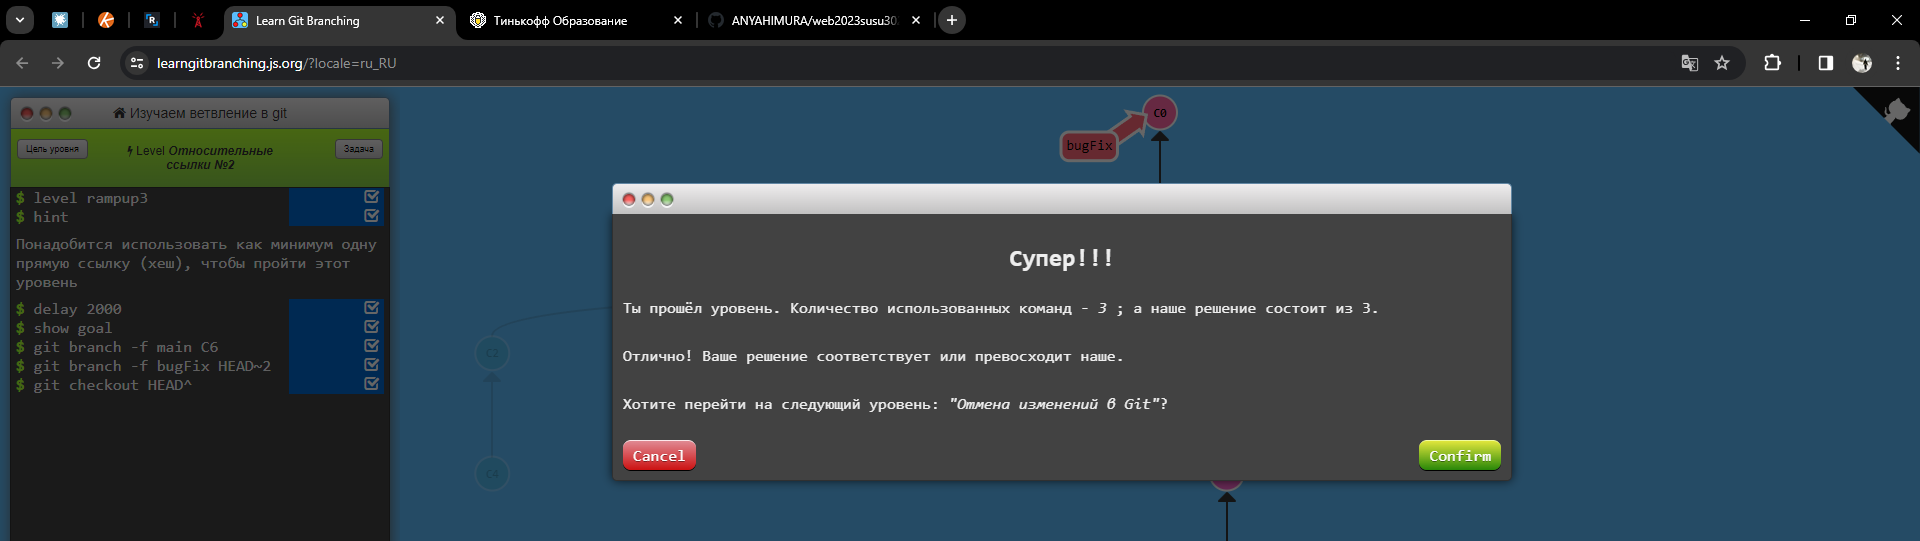 Learn Git Branching
Тинькофф Образование
ANYAHIMURA/web2023susu30
learngitbranching.js.org/?locale=ru_RU
Изучаем ветвление в git
Цель уровня
Level Относительные
ссылки №2
Задача
$ level rampup3
$ hint
Понадобится использовать как минимум одну
прямую ссылку (хеш), чтобы пройти этот
уровень
$ delay 2000
$ show goal
$ git branch -f main C6
$ git branch -f bugFix HEAD~2
$ git checkout HEAD^
C0
bugFix
C2
C4
Супер!!!
Ты прошёл уровень. Количество использованных команд - 3 ; а наше решение состоит из 3.
Отлично! Ваше решение соответствует или превосходит наше.
Хотите перейти на следующий уровень: "Отмена изменений в Git"?
Cancel
Confirm